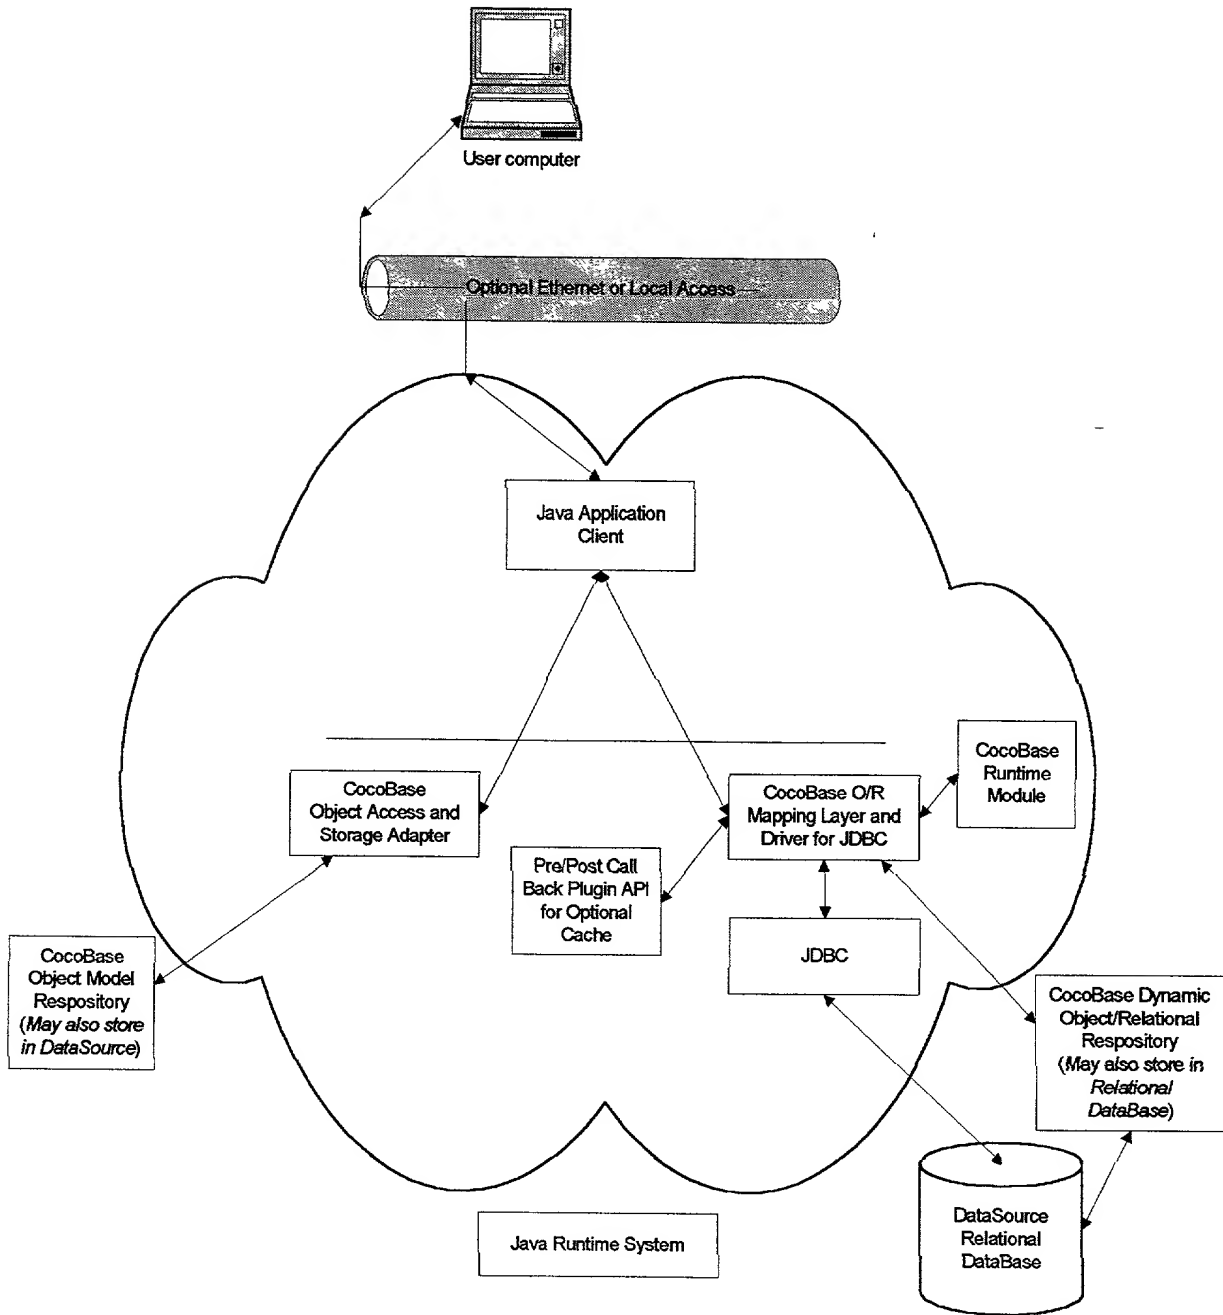 User computer
Optional Ethernet or Local Access
Java Application
Client
CocoBase
Runtime
Module
CocoBase
Object Access and
Storage Adapter
CocoBase O/R
Mapping Layer and
Driver for JDBC
Pre/Post Call
Back Plugin API
for Optional
Cache
JDBC
CocoBase
Object Model
Respository
(May also store
in DataSource)
CocoBase Dynamic
Object/Relational
Respository
(May also store in
Relational
DataBase)
DataSource
Relational
DataBase
Java Runtime System